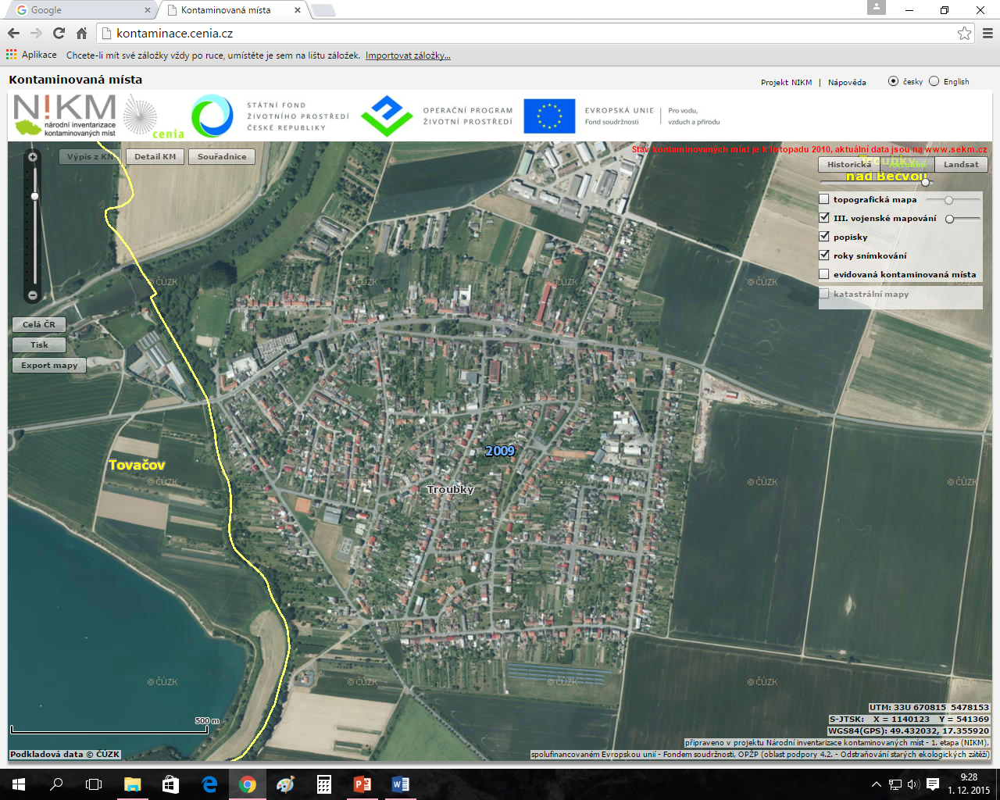 Google
Kontaminovaná místa
kontaminace.cenia.cz
Aplikace
Chcete-li mít své záložky vždy po ruce, umístěte je sem na lištu záložek. Importovat záložky...
Kontaminovaná místa
Projekt NIKM | Nápověda
česky
English
N!KM
národní inventarizace
kontaminovaných míst
cenia
STÁTNÍ FOND
ŽIVOTNÍHO PROSTŘEDÍ
ČESKÉ REPUBLIKY
OPERAČNÍ PROGRAM
ŽIVOTNÍ PROSTŘEDÍ
EVROPSKÁ UNIE
Fond soudržnosti
Pro vodu,
vzduch a přírodu
Stav kontaminovaných míst je k listopadu 2010, aktuální data jsou na www.sekm.cz
Výpis z KN
Detail KM
Souřadnice
Historická
Landsat
Troubky
nad Bečvou
topografická mapa
III. vojenské mapování
popisky
roky snímkování
evidovaná kontaminovaná místa
katastrální mapy
Celá ČR
Tisk
Export mapy
© ČÚZK
© ČÚZK
© ČÚZK
© ČÚZK
Tovačov
2009
Troubky
© ČÚZK
© ČÚZK
© ČÚZK
© ČÚZK
© ČÚZK
© ČÚZK
© ČÚZK
© ČÚZK
500 m
Podkladová data © ČÚZK
UTM: 33U 670815 5478153
S-JTSK: X = 1140123 Y = 541369
WGS84(GPS): 49.432032, 17.355920
připraveno v projektu Národní inventarizace kontaminovaných míst - 1. etapa (NIKM),
spolufinancovaném Evropskou unií - Fondem soudržnosti, OPŽP (oblast podpory 4.2. - Odstraňování starých ekologických zátěží)
9:28
1. 12. 2015